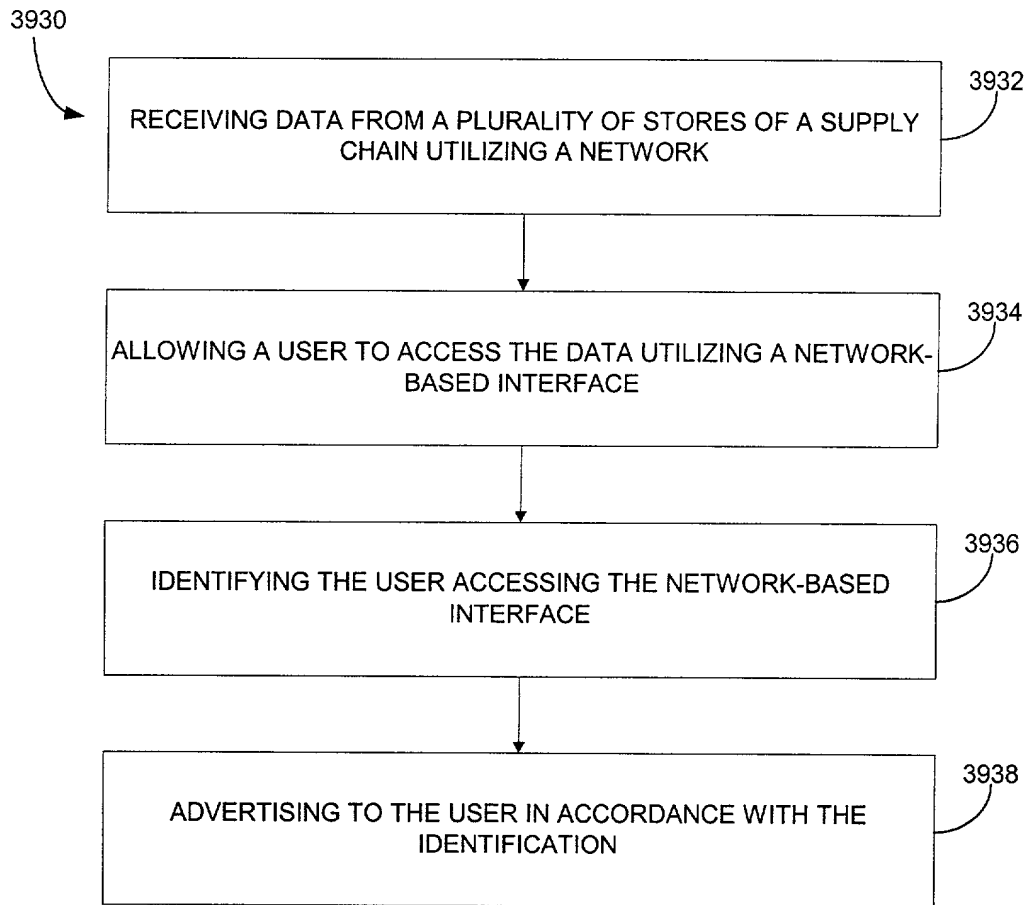 3930
3932
RECEIVING DATA FROM A PLURALITY OF STORES OF A SUPPLY
CHAIN UTILIZING A NETWORK
3934
ALLOWING A USER TO ACCESS THE DATA UTILIZING A NETWORK-
BASED INTERFACE
3936
IDENTIFYING THE USER ACCESSING THE NETWORK-BASED
INTERFACE
3938
ADVERTISING TO THE USER IN ACCORDANCE WITH THE
IDENTIFICATION